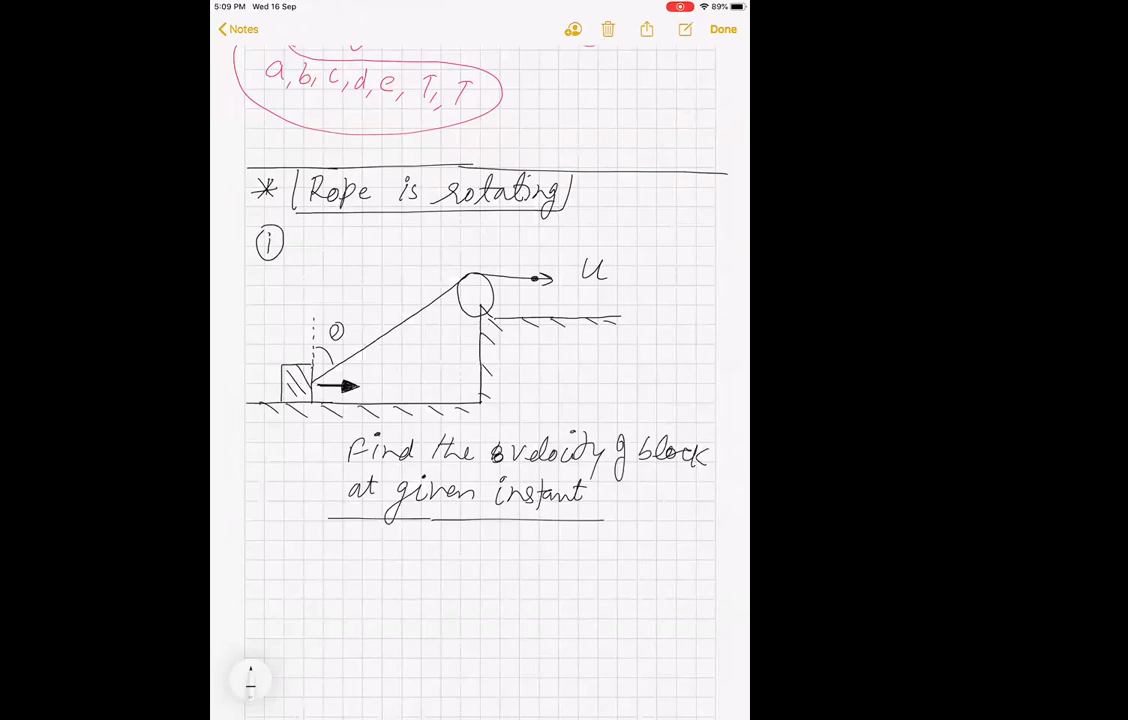 5:09 PM Wed 16 Sep
89%
Notes
Done
a, b, c, d, e, T, T
* Rope is rotating
i
U
θ
Find the velocity of block
at given instant